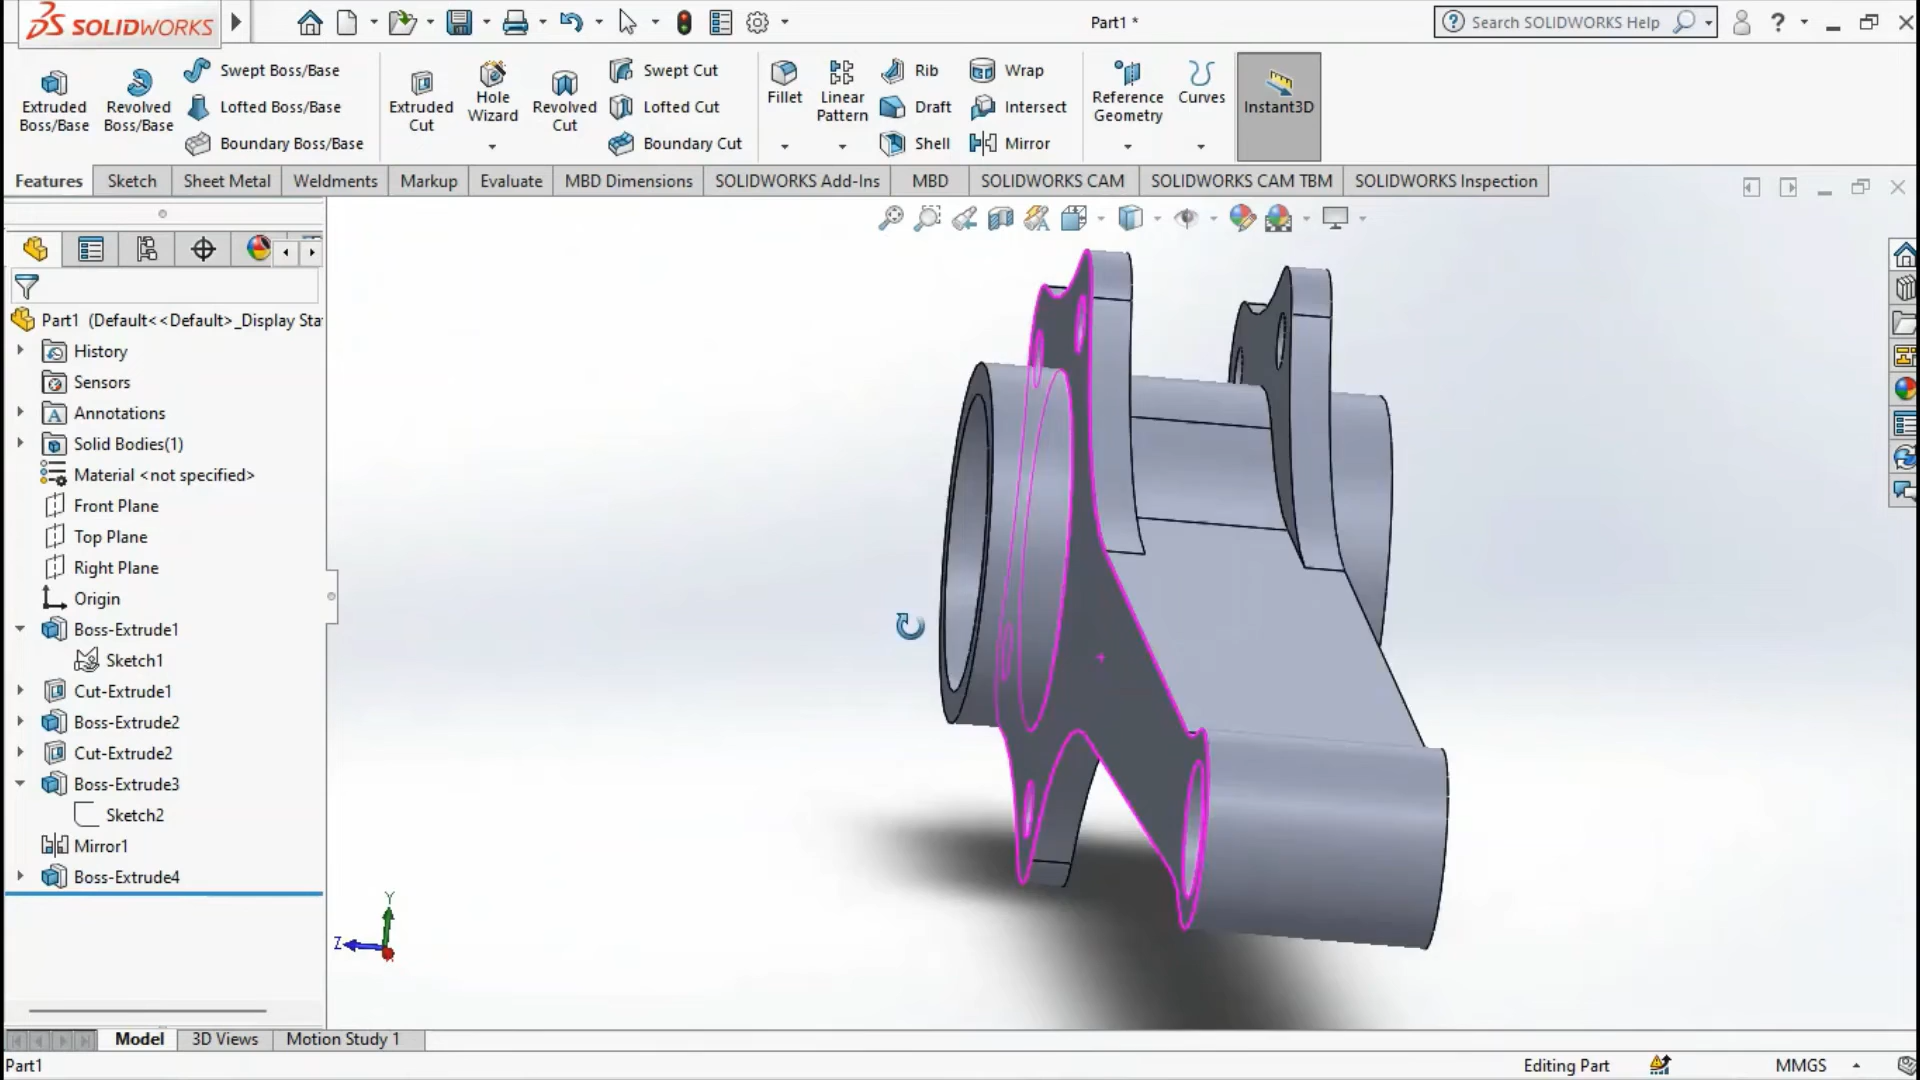 SOLIDWORKS
Part1 *
Search SOLIDWORKS Help
Extruded Boss/Base
Revolved Boss/Base
Swept Boss/Base
Lofted Boss/Base
Boundary Boss/Base
Extruded Cut
Hole Wizard
Revolved Cut
Swept Cut
Lofted Cut
Boundary Cut
Fillet
Linear Pattern
Rib
Draft
Shell
Wrap
Intersect
Mirror
Reference Geometry
Curves
Instant3D
Features
Sketch
Sheet Metal
Weldments
Markup
Evaluate
MBD Dimensions
SOLIDWORKS Add-Ins
MBD
SOLIDWORKS CAM
SOLIDWORKS CAM TBM
SOLIDWORKS Inspection
Part1 (Default<<Default>_Display Sta
History
Sensors
Annotations
Solid Bodies(1)
Material <not specified>
Front Plane
Top Plane
Right Plane
Origin
Boss-Extrude1
Sketch1
Cut-Extrude1
Boss-Extrude2
Cut-Extrude2
Boss-Extrude3
Sketch2
Mirror1
Boss-Extrude4
Y
Z
Model
3D Views
Motion Study 1
Part1
Editing Part
MMGS